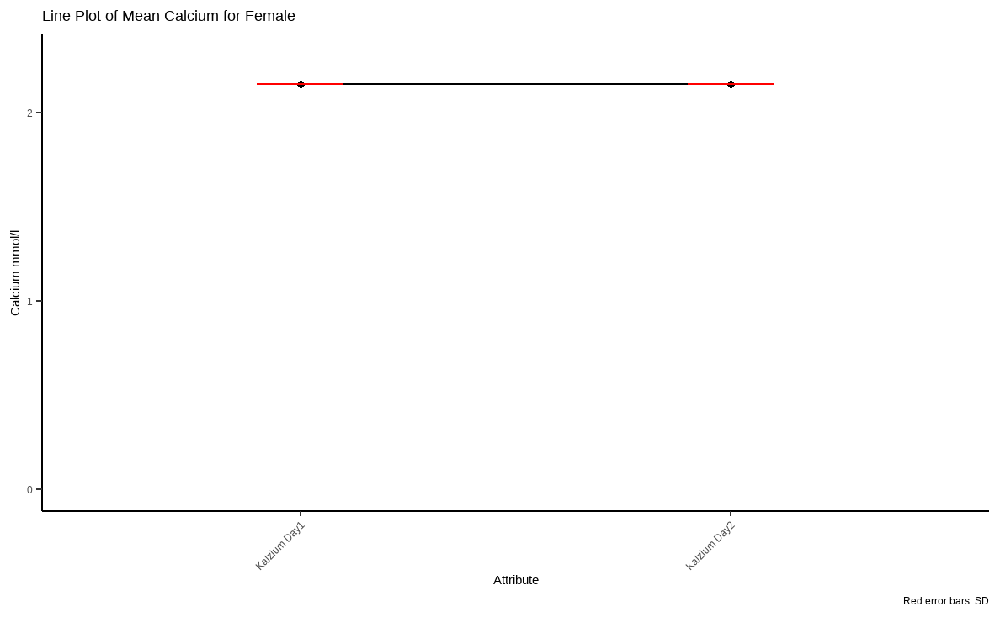 Line Plot of Mean Calcium for Female
Calcium mmol/l
2
1
0
Kalzium Day1
Kalzium Day2
Attribute
Red error bars: SD